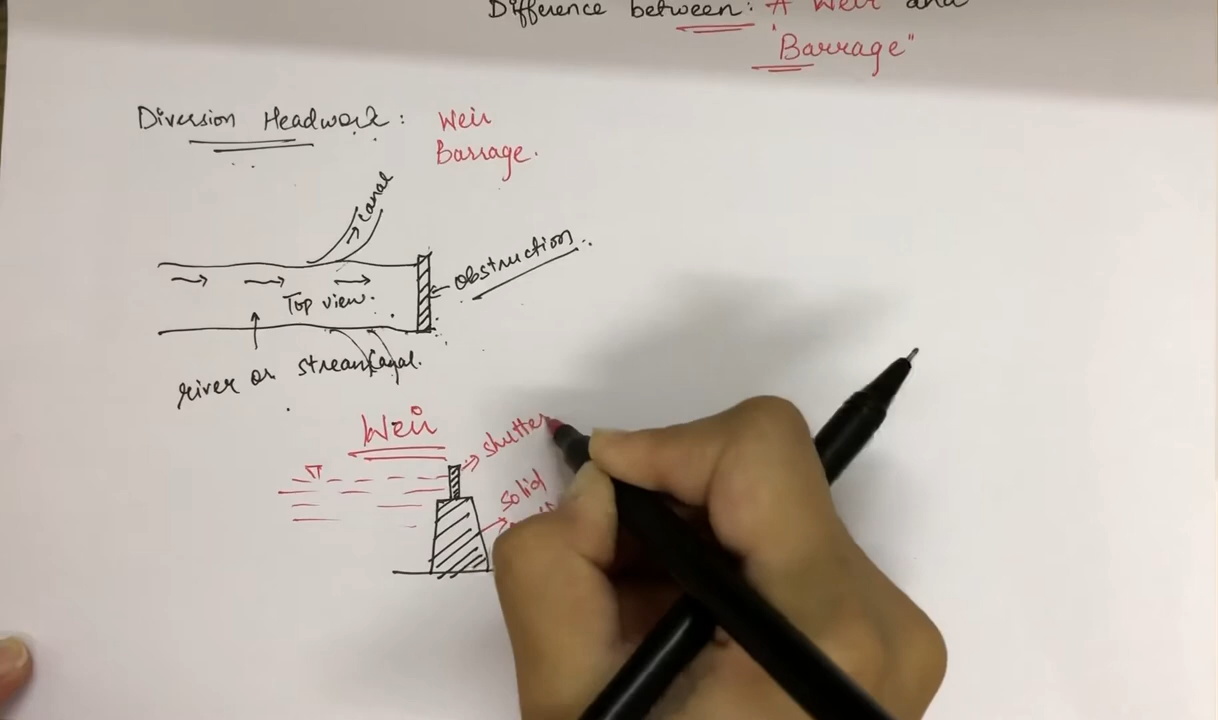 Difference between: A Weir and
"Barrage"
Diversion Headwork:
Weir
Barrage.
Canal
obstruction
Top view.
river or stream
Canal.
Weir
shutter
solid